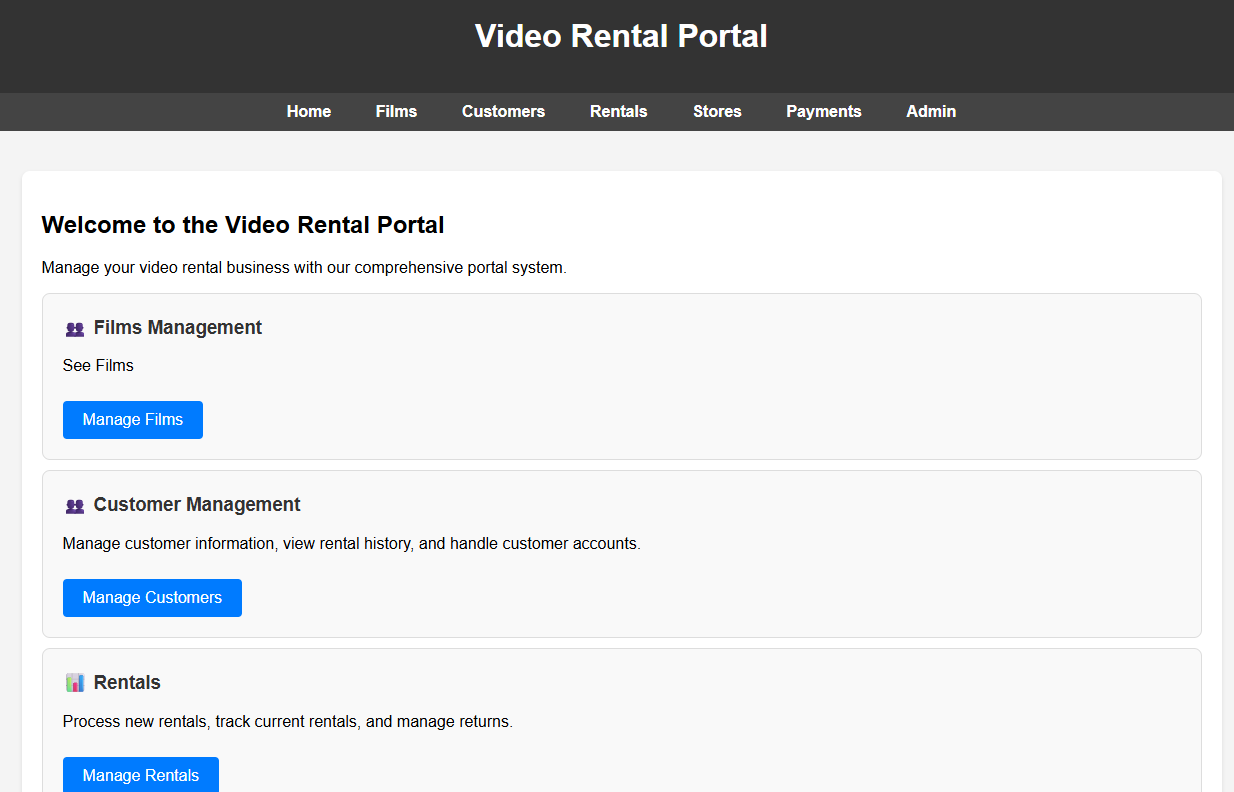 Video Rental Portal
Home Films Customers Rentals Stores Payments Admin
Welcome to the Video Rental Portal
Manage your video rental business with our comprehensive portal system.
Films Management
See Films
Manage Films
Customer Management
Manage customer information, view rental history, and handle customer accounts.
Manage Customers
Rentals
Process new rentals, track current rentals, and manage returns.
Manage Rentals